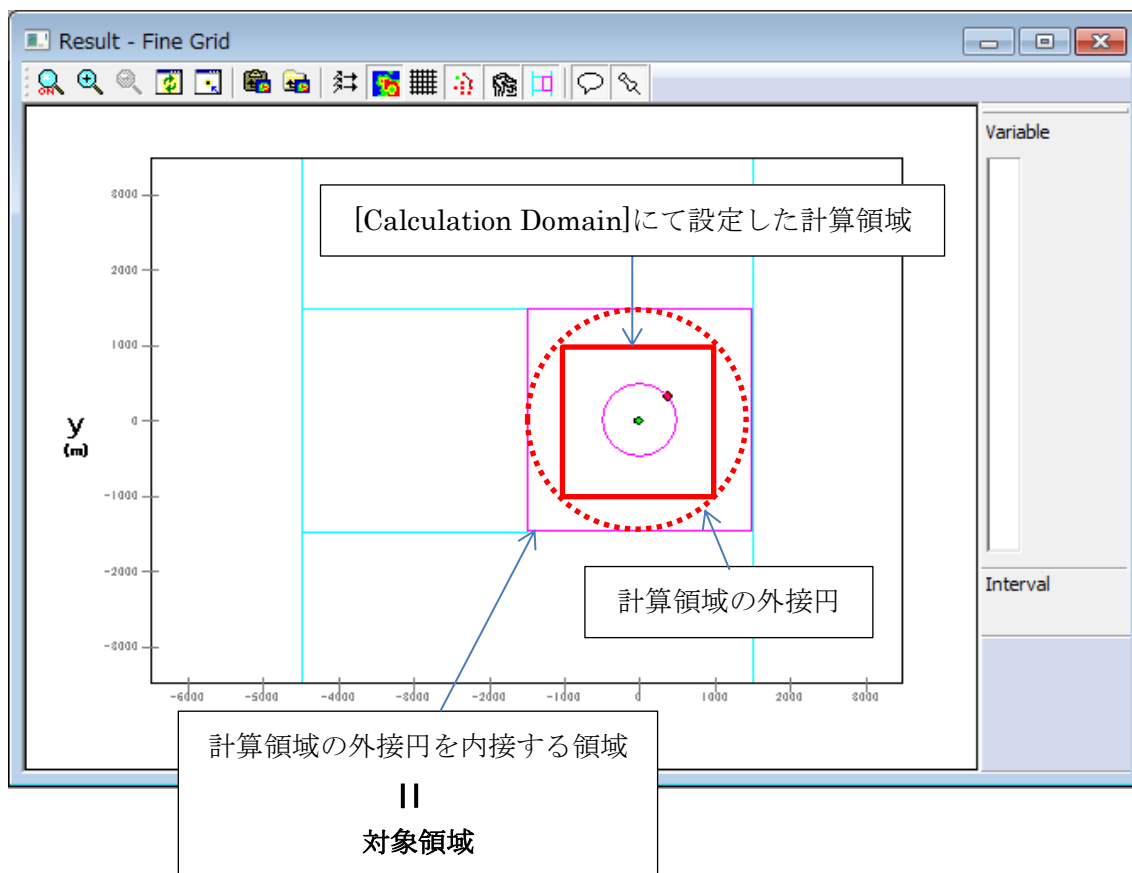 Result - Fine Grid
ON
Variable
3000
[Calculation Domain]にて設定した計算領域
2000
1000
y
(m)
0
-1000
-2000
計算領域の外接円
Interval
-3000
-6000 -5000 -4000 -3000 -2000 -1000 0 1000 2000 3000
計算領域の外接円を内接する領域
=
対象領域